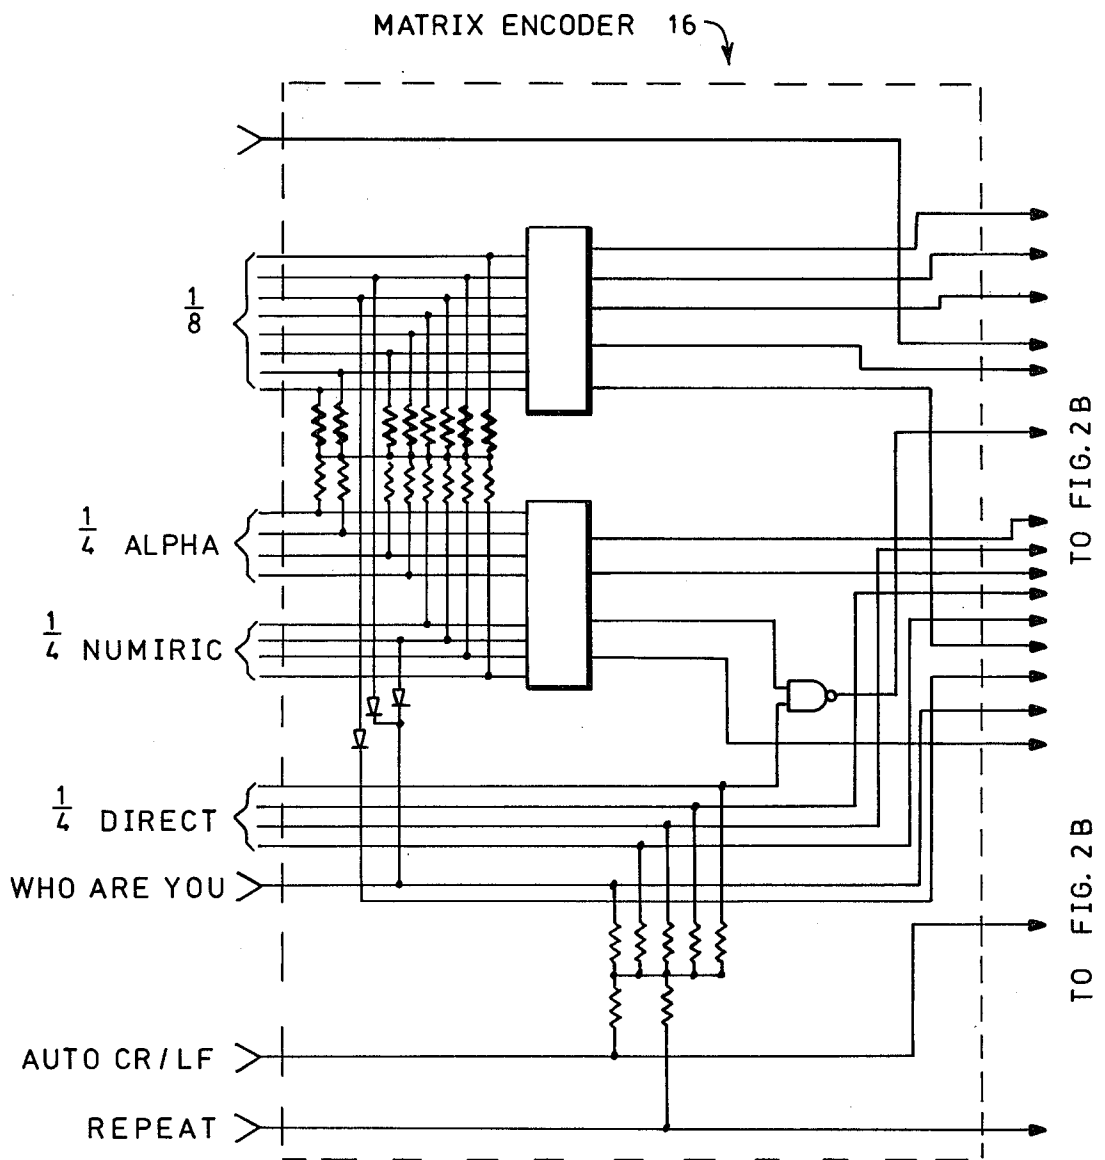 MATRIX ENCODER 16
1/8
1/4 ALPHA
1/4 NUMIRIC
1/4 DIRECT
WHO ARE YOU
AUTO CR/LF
REPEAT
TO FIG. 2B
TO FIG. 2B